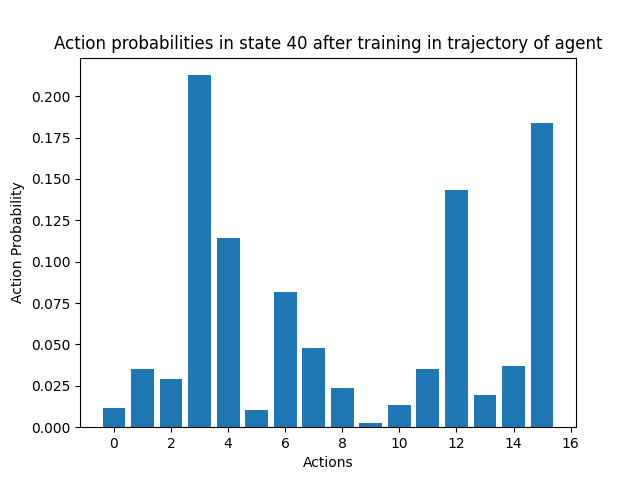 Action probabilities in state 40 after training in trajectory of agent
0.200
0.175
0.150
0.125
0.100
0.075
0.050
0.025
0.000
Action Probability
0 2 4 6 8 10 12 14 16
Actions